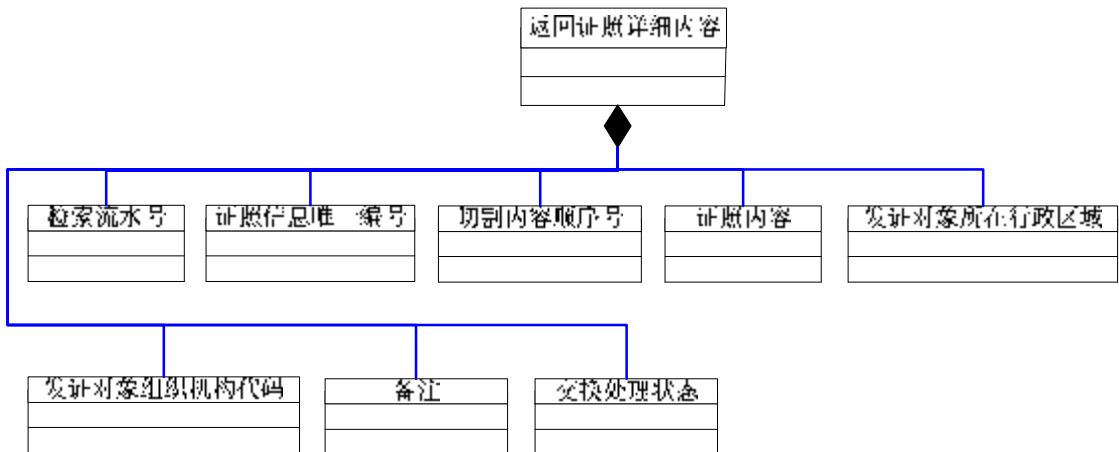 返回证照详细内容
检索流水号
证照信息唯一编号
切割内容顺序号
证照内容
发证对象所在行政区域
发证对象组织机构代码
备注
交换处理状态